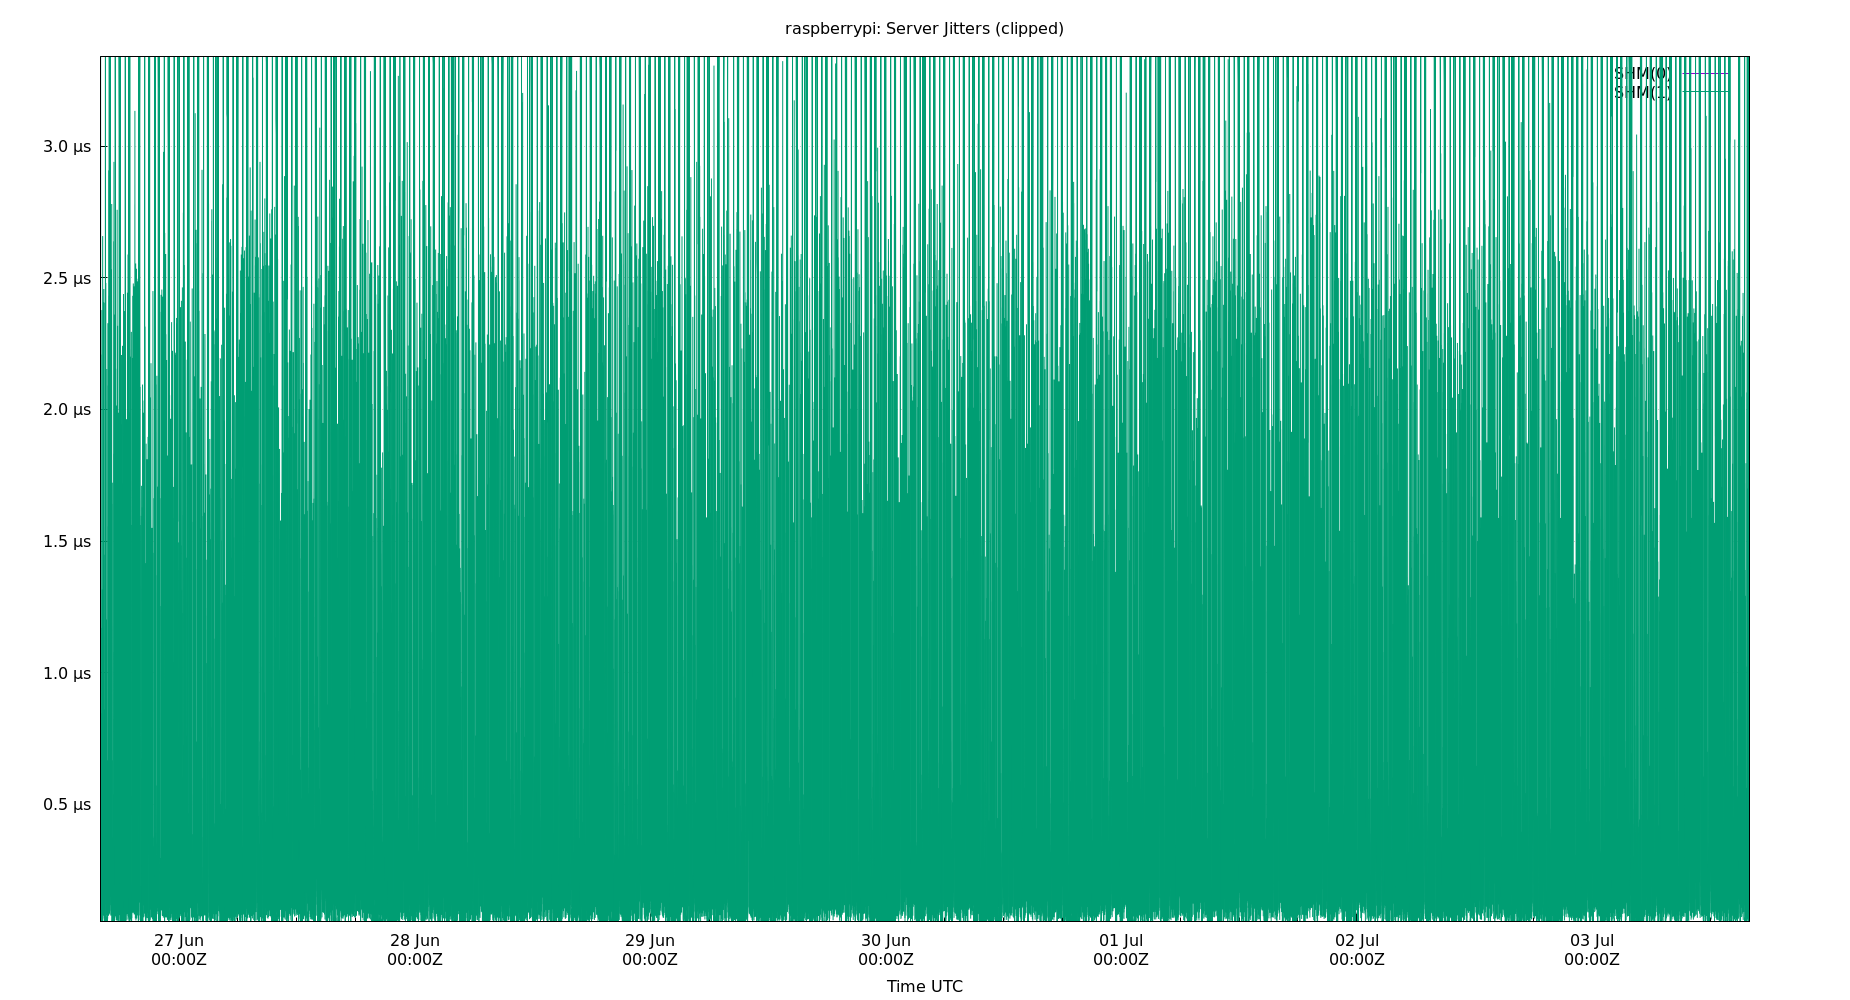 raspberrypi: Server Jitters (clipped)
SHM(0)
SHM(1)
3.0 µs
2.5 µs
2.0 µs
1.5 µs
1.0 µs
0.5 µs
27 Jun 28 Jun 29 Jun 30 Jun 01 Jul 02 Jul 03 Jul
00:00Z 00:00Z 00:00Z 00:00Z 00:00Z 00:00Z 00:00Z
Time UTC